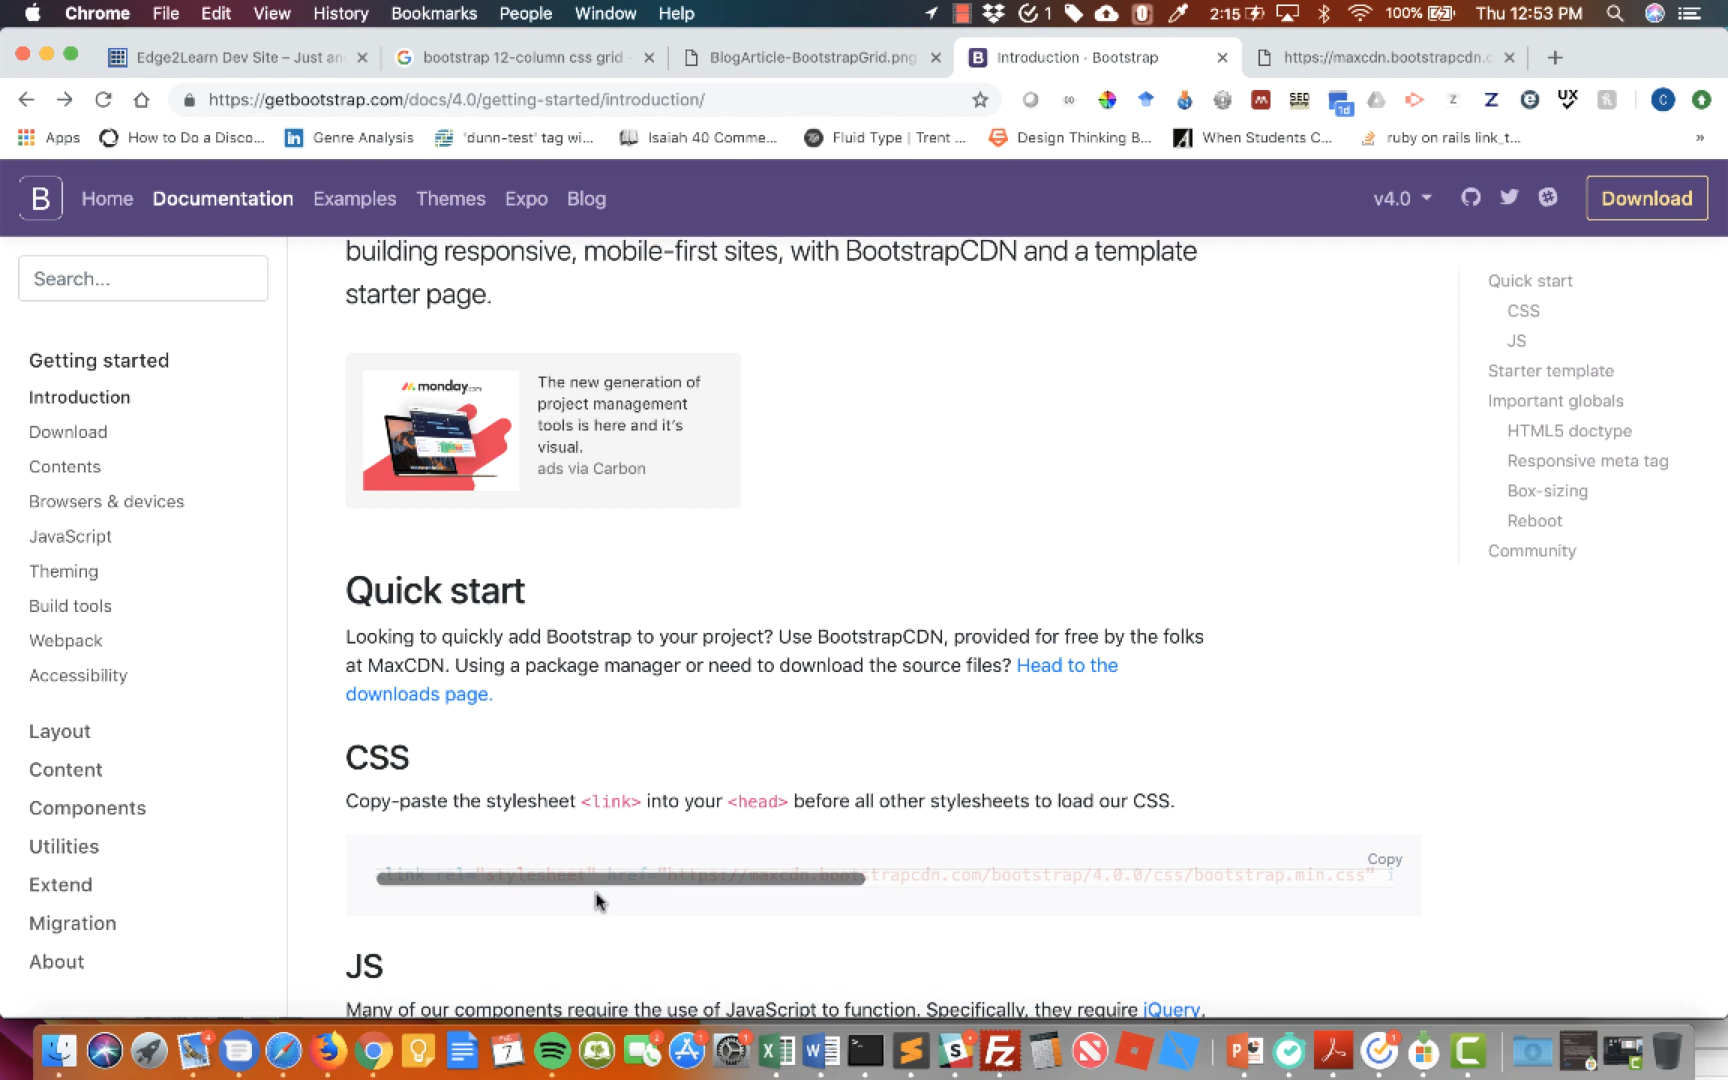 Chrome File Edit View History Bookmarks People Window Help 1 2:15 100% Thu 12:53 PM
Edge2Learn Dev Site – Just an
bootstrap 12-column css grid -
BlogArticle-BootstrapGrid.png
Introduction · Bootstrap
https://maxcdn.bootstrapcdn.c
https://getbootstrap.com/docs/4.0/getting-started/introduction/
SEO 1d Z Z UX C
Apps How to Do a Disco... Genre Analysis 'dunn-test' tag wi... Isaiah 40 Comme... Fluid Type | Trent ... Design Thinking B... When Students C... ruby on rails link_t... »
B Home Documentation Examples Themes Expo Blog v4.0 Download
Search...
Getting started
Introduction
Download
Contents
Browsers & devices
JavaScript
Theming
Build tools
Webpack
Accessibility
Layout
Content
Components
Utilities
Extend
Migration
About
building responsive, mobile-first sites, with BootstrapCDN and a template
starter page.
monday.com
The new generation of
project management
tools is here and it's
visual.
ads via Carbon
Quick start
Looking to quickly add Bootstrap to your project? Use BootstrapCDN, provided for free by the folks
at MaxCDN. Using a package manager or need to download the source files? Head to the
downloads page.
CSS
Copy-paste the stylesheet <link> into your <head> before all other stylesheets to load our CSS.
Copy
<link rel="stylesheet" href="https://maxcdn.bootstrapcdn.com/bootstrap/4.0.0/css/bootstrap.min.css" i
JS
Many of our components require the use of JavaScript to function. Specifically, they require jQuery,
Quick start
CSS
JS
Starter template
Important globals
HTML5 doctype
Responsive meta tag
Box-sizing
Reboot
Community